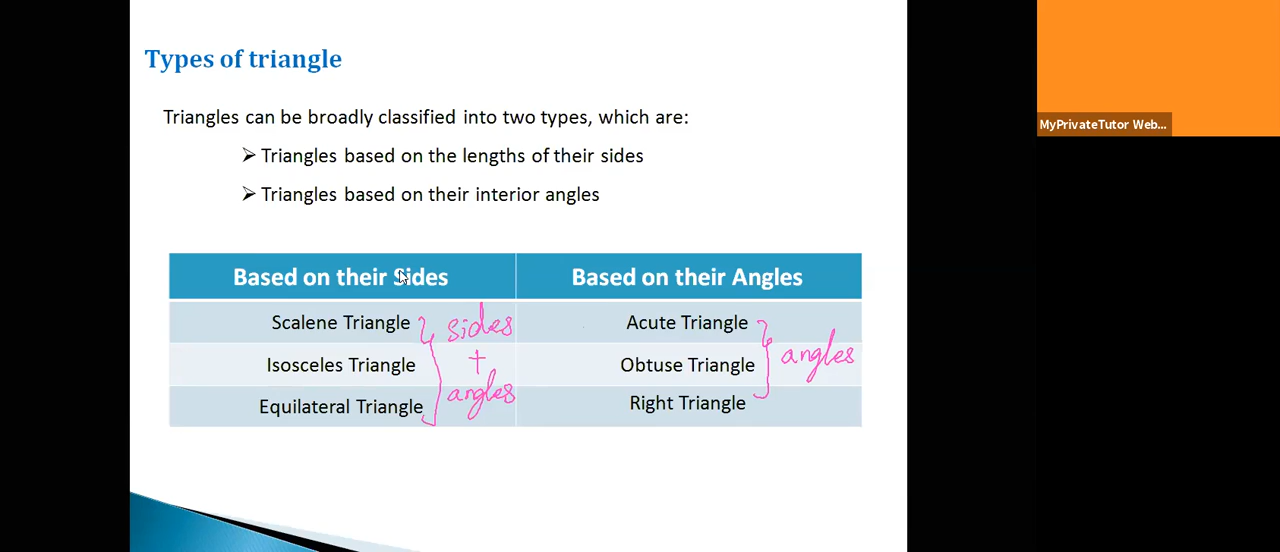 Types of triangle
MyPrivateTutor Web...
Triangles can be broadly classified into two types, which are:
➢ Triangles based on the lengths of their sides
➢ Triangles based on their interior angles
Based on their Sides Based on their Angles
Scalene Triangle sides Acute Triangle
Isosceles Triangle + Obtuse Triangle angles
Equilateral Triangle angles Right Triangle